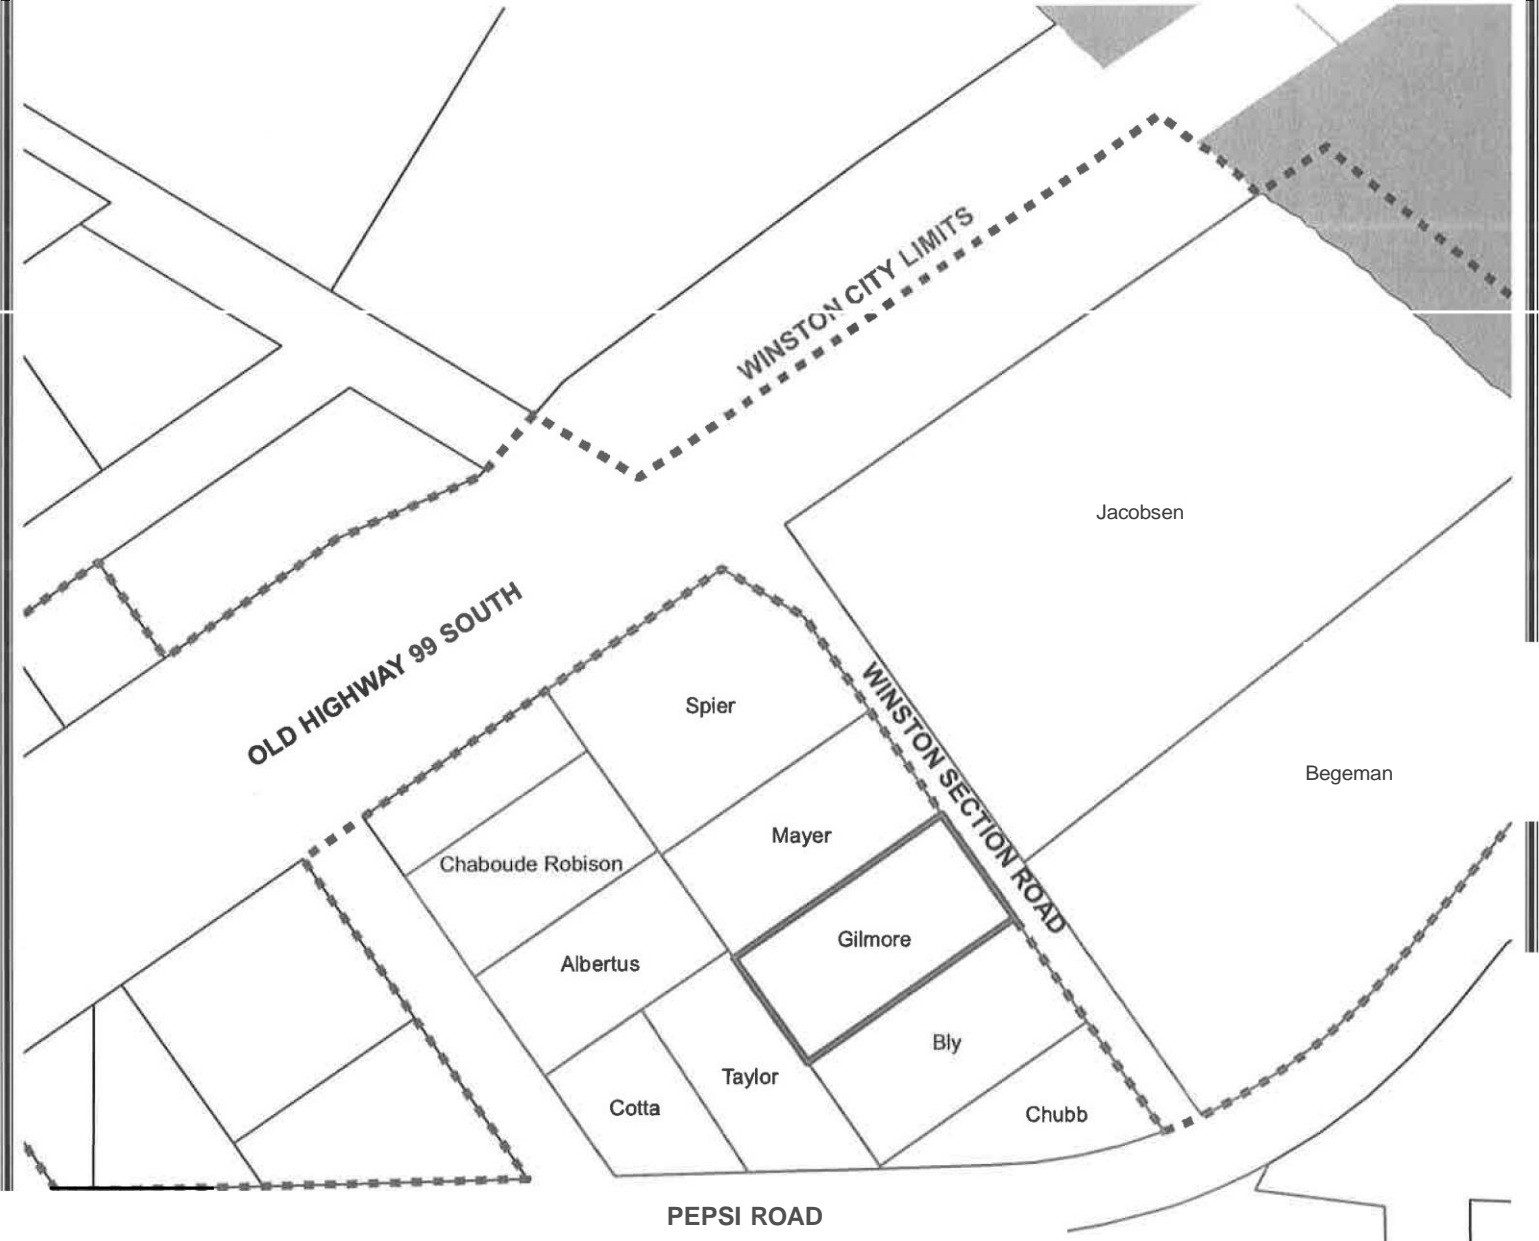 WINSTON CITY LIMITS
Jacobsen
OLD HIGHWAY 99 SOUTH
Spier
WINSTON SECTION ROAD
Begeman
Mayer
Chaboude Robison
Gilmore
Albertus
Bly
Taylor
Cotta
Chubb
PEPSI ROAD